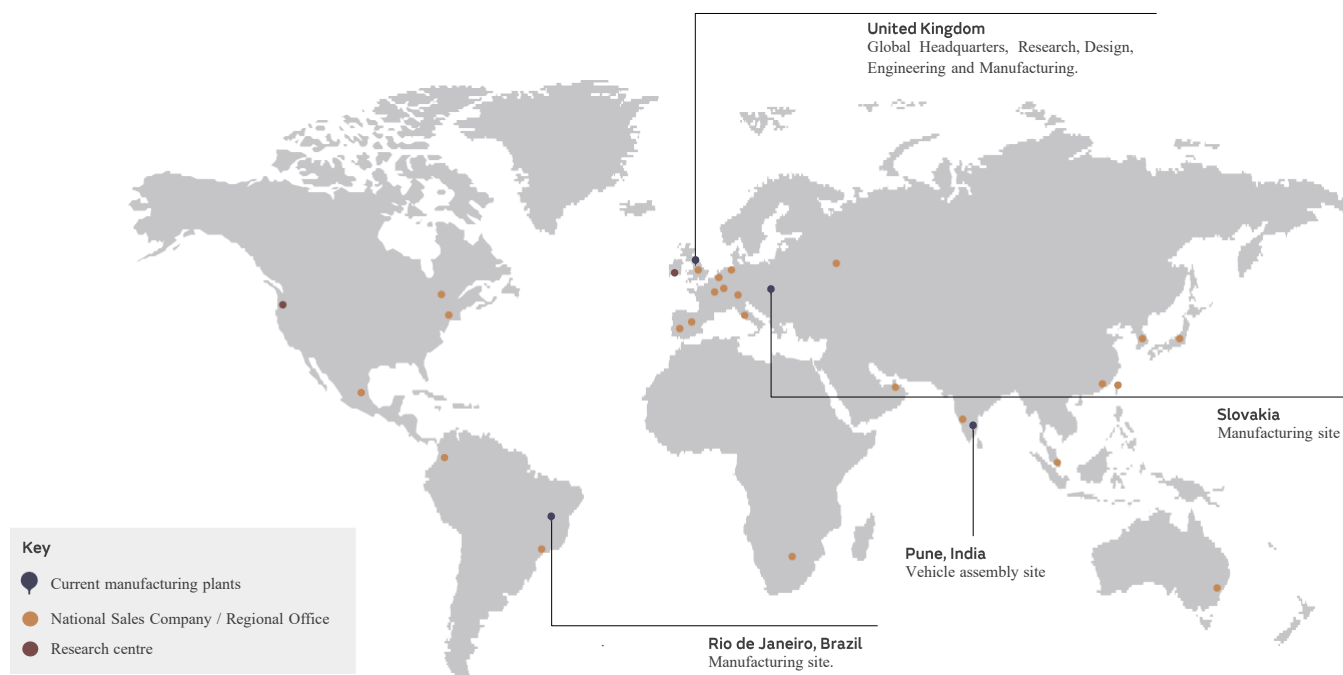 United Kingdom
Global Headquarters, Research, Design,
Engineering and Manufacturing.
Slovakia
Manufacturing site
Pune, India
Vehicle assembly site
Rio de Janeiro, Brazil
Manufacturing site.
Key
Current manufacturing plants
National Sales Company / Regional Office
Research centre